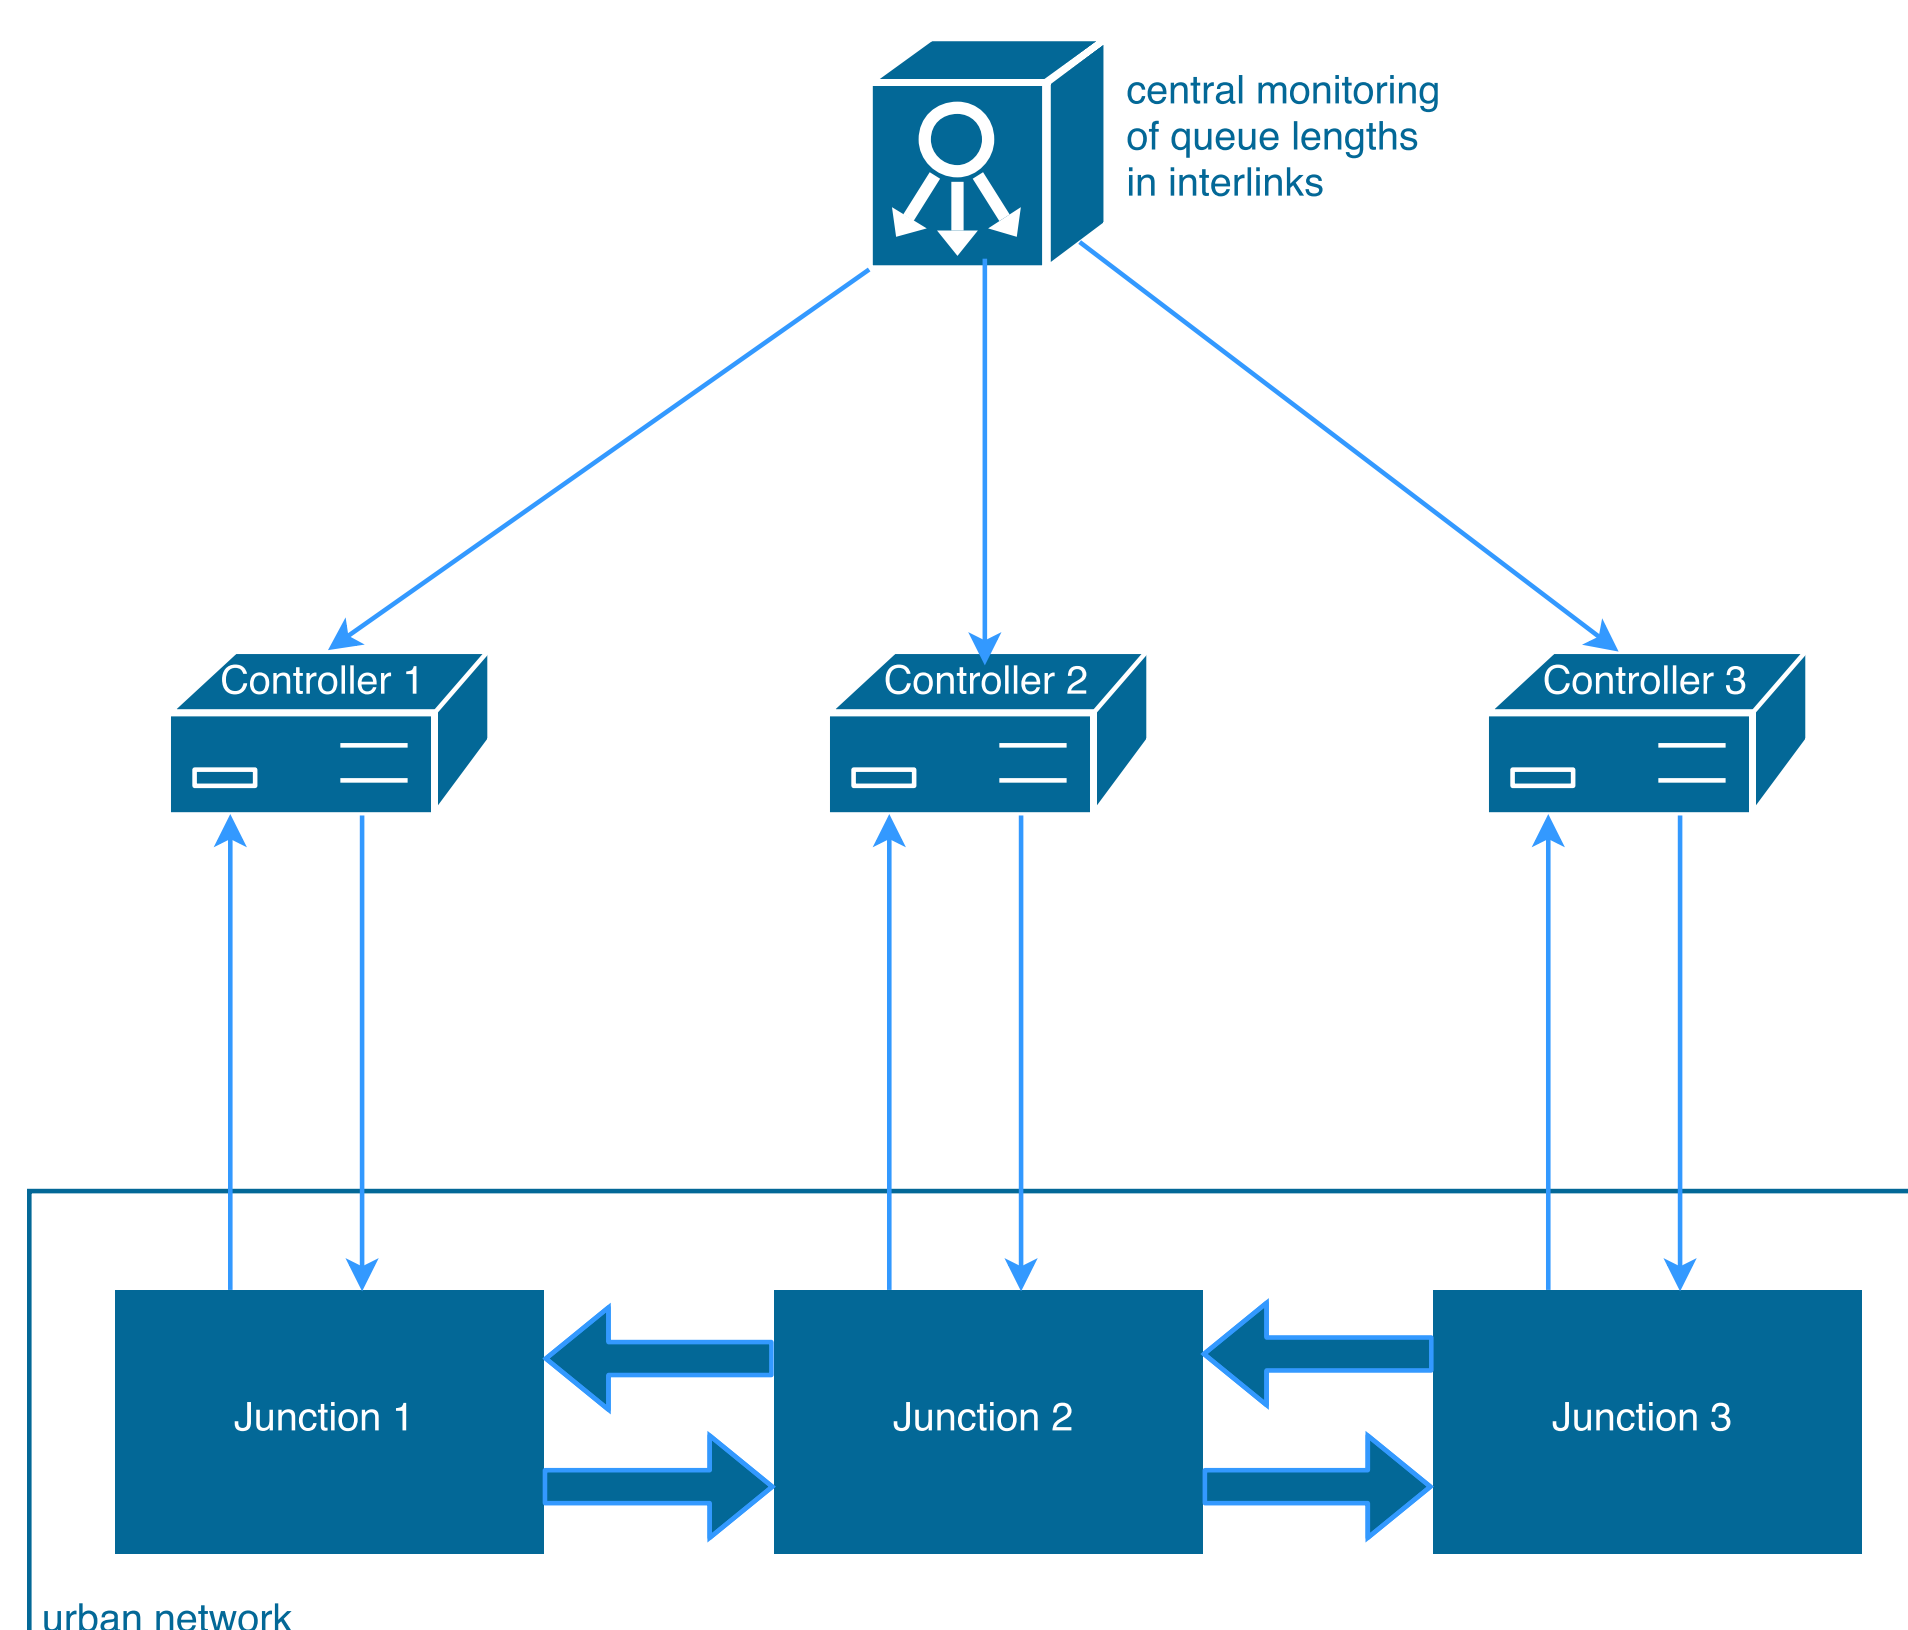 central monitoring
of queue lengths
in interlinks
Controller 1
Controller 2
Controller 3
Junction 1
Junction 2
Junction 3
urban network